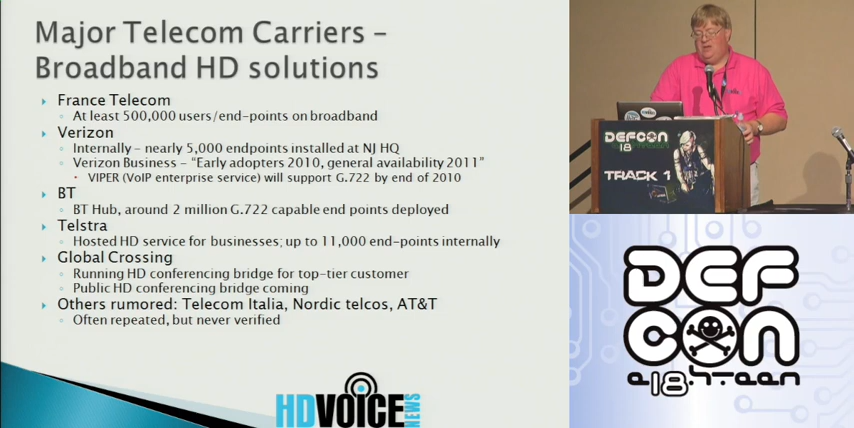 Major Telecom Carriers –
Broadband HD solutions
France Telecom
At least 500,000 users/end-points on broadband
Verizon
Internally – nearly 5,000 endpoints installed at NJ HQ
Verizon Business – "Early adopters 2010, general availability 2011"
VIPER (VoIP enterprise service) will support G.722 by end of 2010
BT
BT Hub, around 2 million G.722 capable end points deployed
Telstra
Hosted HD service for businesses; up to 11,000 end-points internally
Global Crossing
Running HD conferencing bridge for top-tier customer
Public HD conferencing bridge coming
Others rumored: Telecom Italia, Nordic telcos, AT&T
Often repeated, but never verified
HDVOICE NEWS
DEFCON
18
TRACK 1
DEF
CON
e.18.h.teen